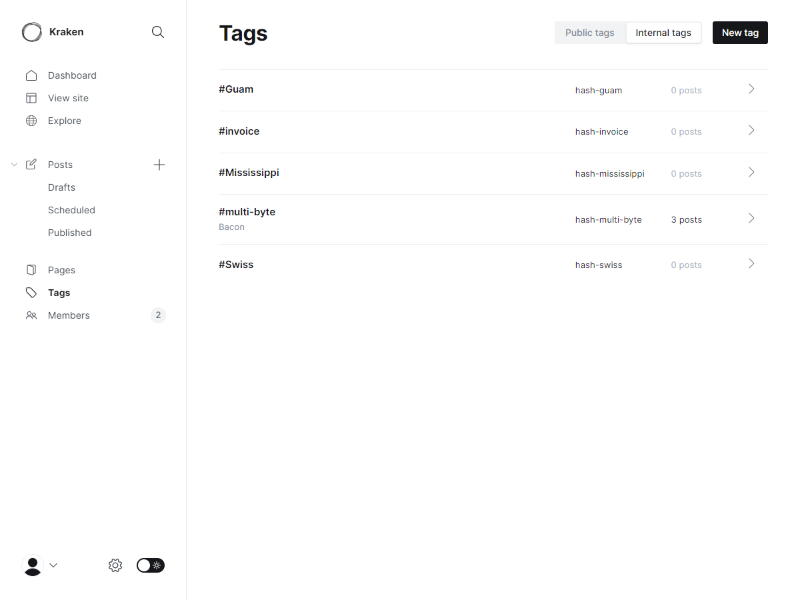 Kraken
Dashboard
View site
Explore
Posts
Drafts
Scheduled
Published
Pages
Tags
Members 2
Tags
Public tags Internal tags New tag
#Guam hash-guam 0 posts
#invoice hash-invoice 0 posts
#Mississippi hash-mississippi 0 posts
#multi-byte hash-multi-byte 3 posts
Bacon
#Swiss hash-swiss 0 posts